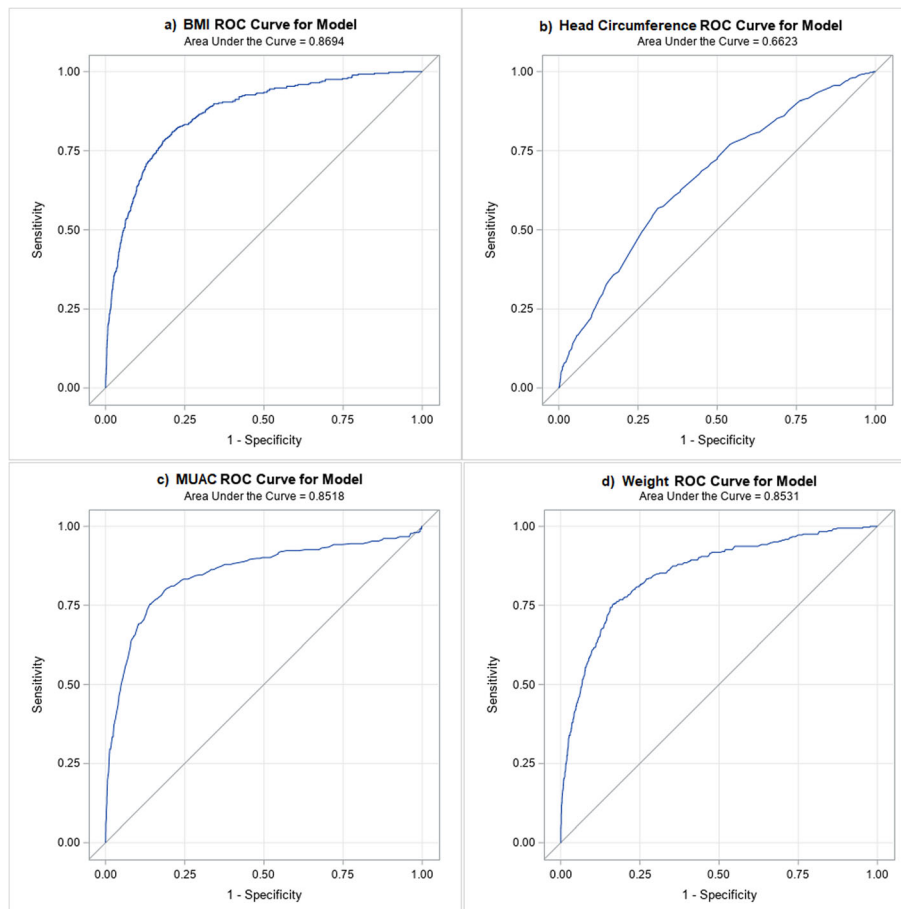 a) BMI ROC Curve for Model
Area Under the Curve = 0.8694
1.00
0.75
0.50
0.25
0.00
Sensitivity
0.00 0.25 0.50 0.75 1.00
1 - Specificity
b) Head Circumference ROC Curve for Model
Area Under the Curve = 0.6623
1.00
0.75
0.50
0.25
0.00
Sensitivity
0.00 0.25 0.50 0.75 1.00
1 - Specificity
c) MUAC ROC Curve for Model
Area Under the Curve = 0.8518
1.00
0.75
0.50
0.25
0.00
Sensitivity
0.00 0.25 0.50 0.75 1.00
1 - Specificity
d) Weight ROC Curve for Model
Area Under the Curve = 0.8531
1.00
0.75
0.50
0.25
0.00
Sensitivity
0.00 0.25 0.50 0.75 1.00
1 - Specificity